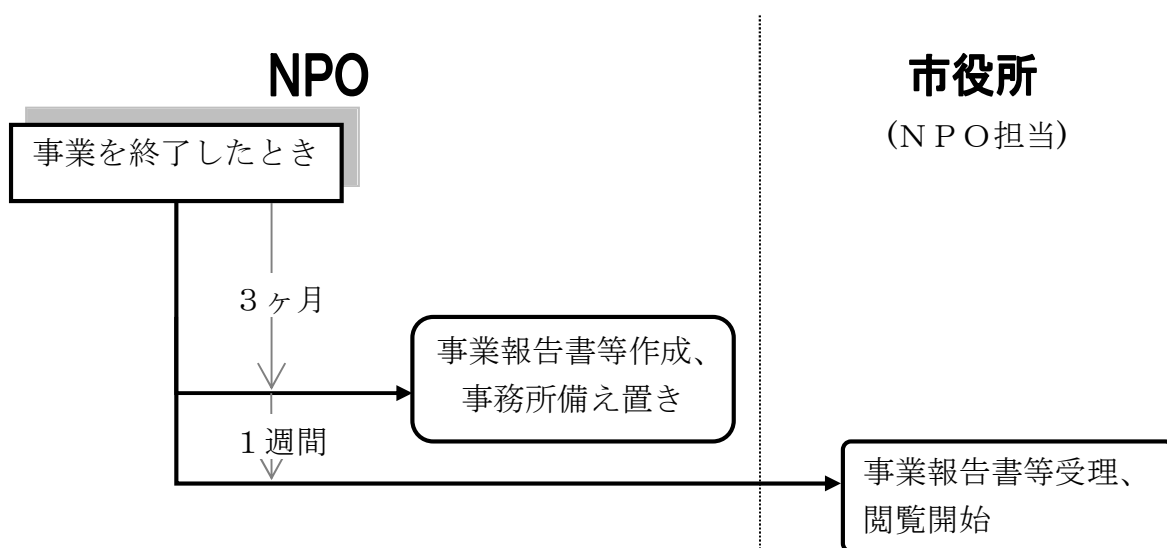 NPO
市役所
(ＮＰＯ担当)
事業を終了したとき
３ヶ月
事業報告書等作成、
事務所備え置き
１週間
事業報告書等受理、
閲覧開始